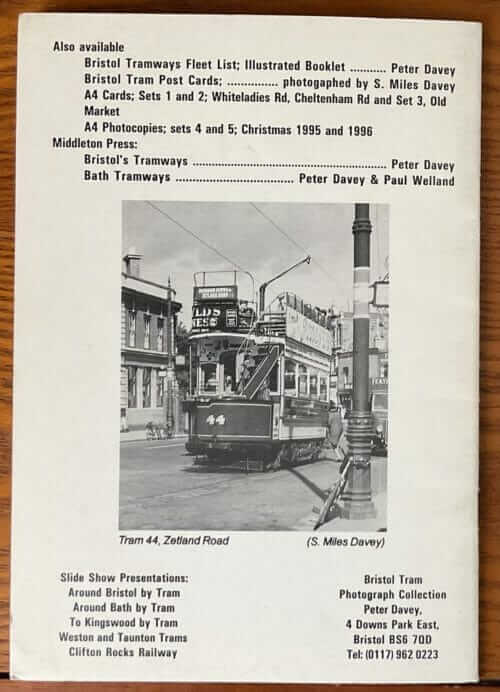 Also available
Bristol Tramways Fleet List; Illustrated Booklet ........... Peter Davey
Bristol Tram Post Cards; ................ photogaphed by S. Miles Davey
A4 Cards; Sets 1 and 2; Whiteladies Rd, Cheltenham Rd and Set 3, Old
Market
A4 Photocopies; sets 4 and 5; Christmas 1995 and 1996
Middleton Press:
Bristol's Tramways ............................................................ Peter Davey
Bath Tramways ..................................... Peter Davey & Paul Welland
44
Tram 44, Zetland Road (S. Miles Davey)
Slide Show Presentations:
Around Bristol by Tram
Around Bath by Tram
To Kingswood by Tram
Weston and Taunton Trams
Clifton Rocks Railway
Bristol Tram
Photograph Collection
Peter Davey,
4 Downs Park East,
Bristol BS6 7QD
Tel: (0117) 962 0223